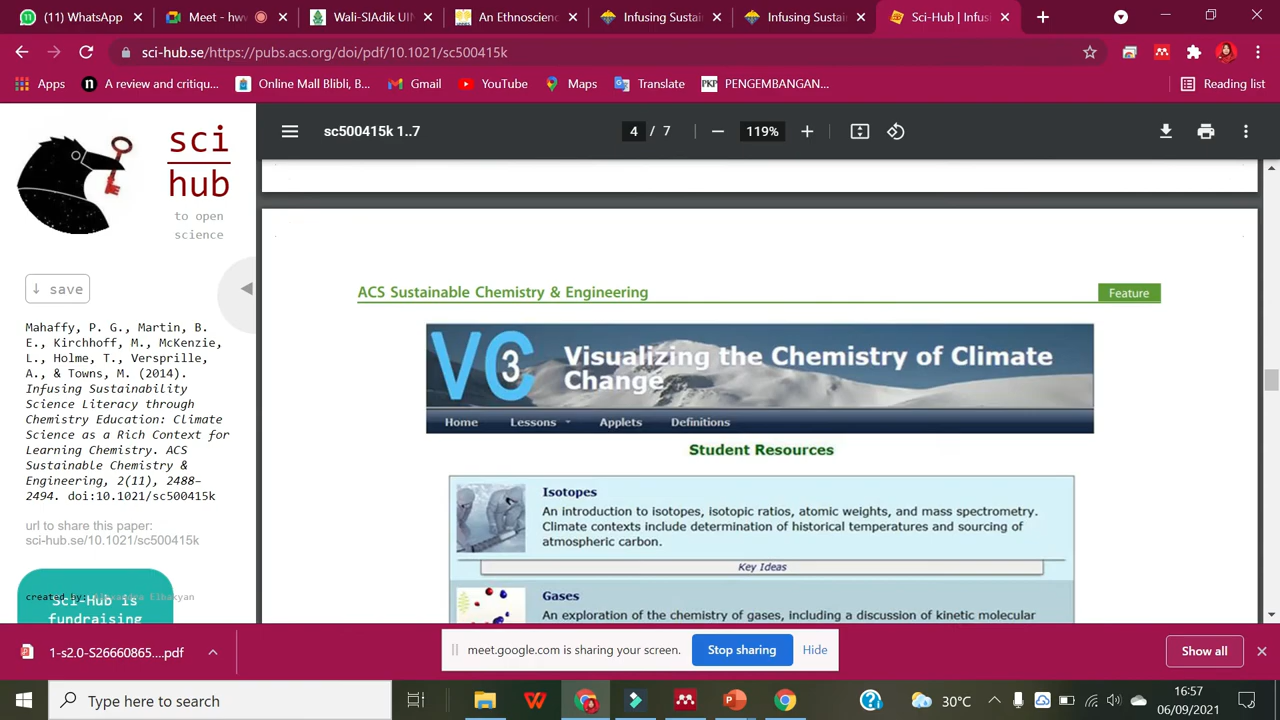 (11) WhatsApp
Meet - hww
Wali-SIAdik UIN
An Ethnoscienc
Infusing Sustai
Infusing Sustai
Sci-Hub | Infusi
sci-hub.se/https://pubs.acs.org/doi/pdf/10.1021/sc500415k
Apps
A review and critiqu...
Online Mall Blibli, B...
Gmail
YouTube
Maps
Translate
PKP
PENGEMBANGAN...
Reading list
sci
hub
to open
science
↓ save
Mahaffy, P. G., Martin, B.
E., Kirchhoff, M., McKenzie,
L., Holme, T., Versprille,
A., & Towns, M. (2014).
Infusing Sustainability
Science Literacy through
Chemistry Education: Climate
Science as a Rich Context for
Learning Chemistry. ACS
Sustainable Chemistry &
Engineering, 2(11), 2488–
2494. doi:10.1021/sc500415k
url to share this paper:
sci-hub.se/10.1021/sc500415k
created by:
Sci-Hub is
fundraising
sc500415k 1..7
4 / 7
119%
ACS Sustainable Chemistry & Engineering
Feature
VC3
Visualizing the Chemistry of Climate
Change
Home Lessons Applets Definitions
Student Resources
Isotopes
An introduction to isotopes, isotopic ratios, atomic weights, and mass spectrometry.
Climate contexts include determination of historical temperatures and sourcing of
atmospheric carbon.
Key Ideas
Gases
An exploration of the chemistry of gases, including a discussion of kinetic molecular
1-s2.0-S26660865....pdf
meet.google.com is sharing your screen.
Stop sharing
Hide
Show all
Type here to search
30°C
16:57
06/09/2021